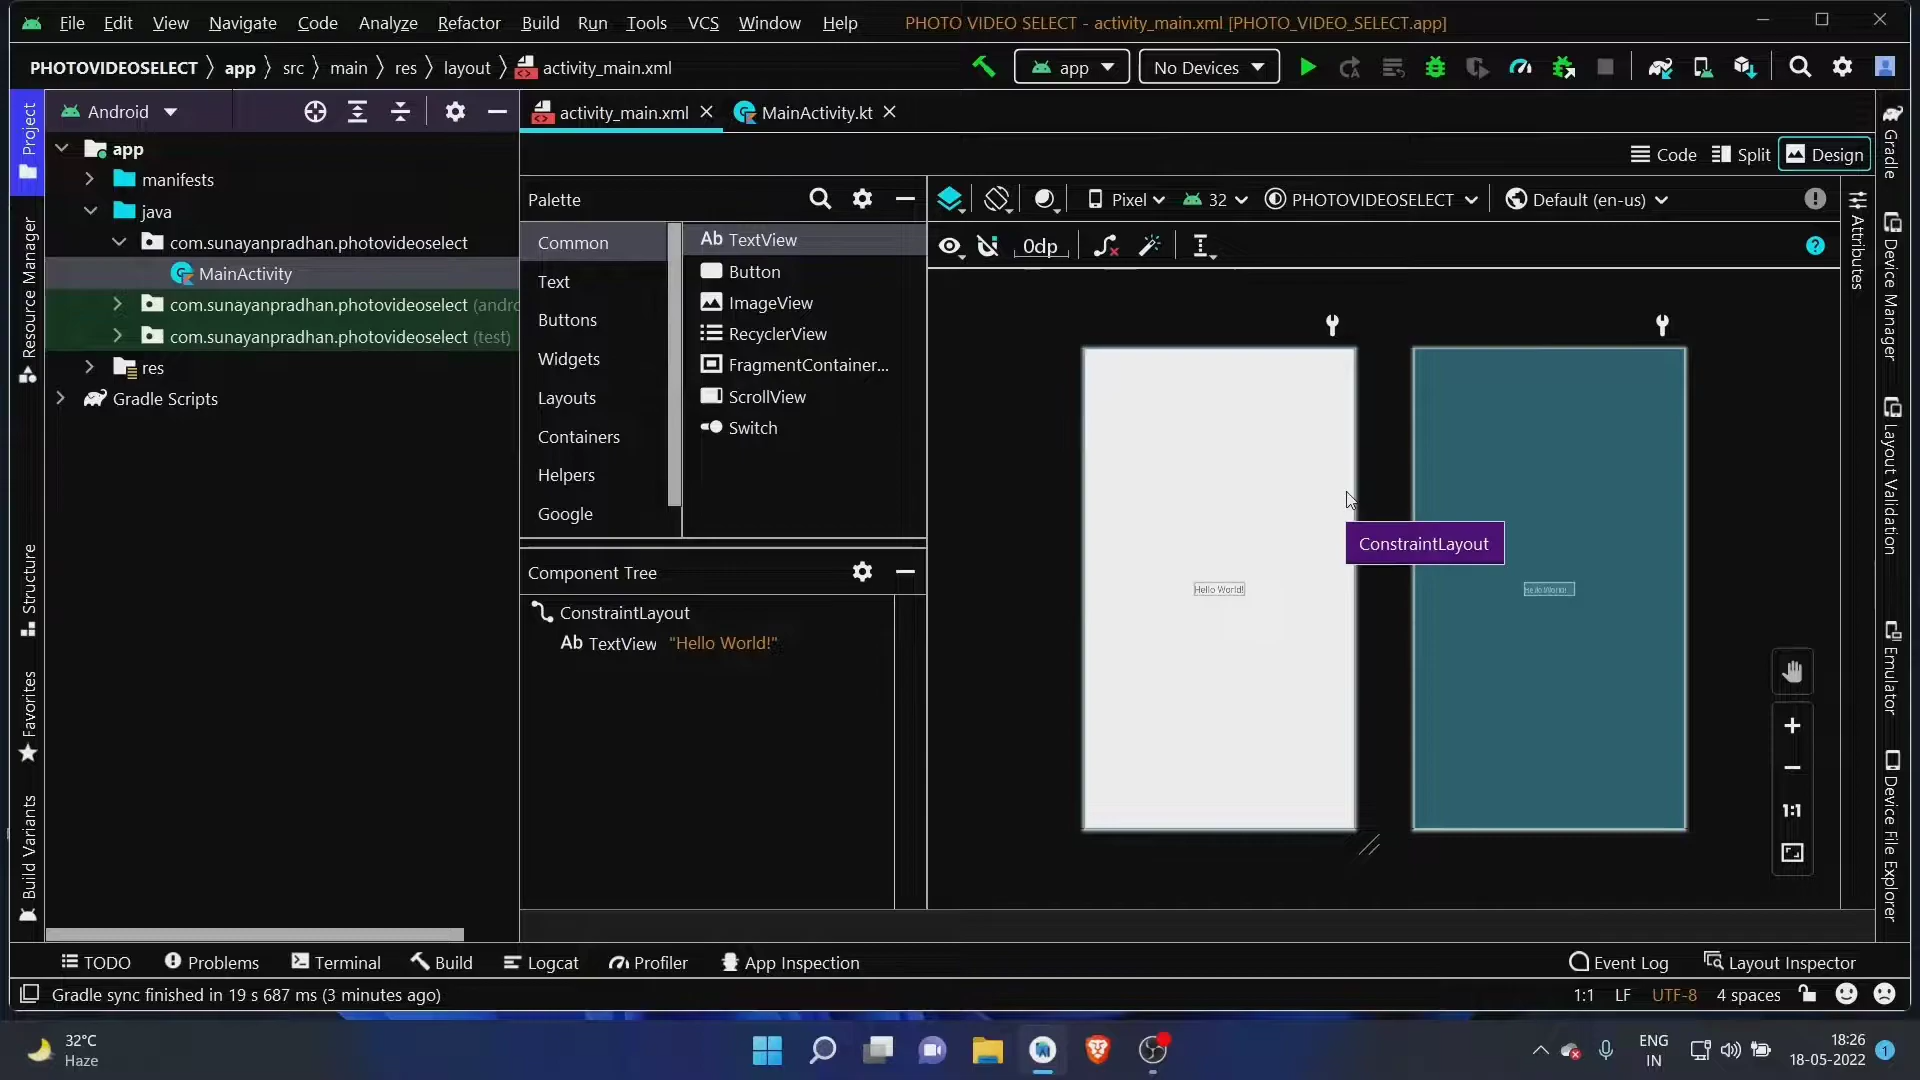 File Edit View Navigate Code Analyze Refactor Build Run Tools VCS Window Help PHOTO VIDEO SELECT - activity_main.xml [PHOTO_VIDEO_SELECT.app]
PHOTOVIDEOSELECT app src main res layout activity_main.xml app No Devices
Project
Android
activity_main.xml MainActivity.kt
Code Split Design
app
manifests
java
com.sunayanpradhan.photovideoselect
MainActivity
com.sunayanpradhan.photovideoselect (andro
com.sunayanpradhan.photovideoselect (test)
res
Gradle Scripts
Resource Manager
Structure
Favorites
Build Variants
Palette
Common
Text
Buttons
Widgets
Layouts
Containers
Helpers
Google
Ab TextView
Button
ImageView
RecyclerView
FragmentContainer...
ScrollView
Switch
Component Tree
ConstraintLayout
Ab TextView "Hello World!"
Pixel 32 PHOTOVIDEOSELECT Default (en-us)
0dp
ConstraintLayout
Hello World!
Hello World!
1:1
Attributes
Gradle
Device Manager
Layout Validation
Emulator
Device File Explorer
TODO Problems Terminal Build Logcat Profiler App Inspection Event Log Layout Inspector
Gradle sync finished in 19 s 687 ms (3 minutes ago) 1:1 LF UTF-8 4 spaces
32°C
Haze
ENG
IN
18:26
18-05-2022
1